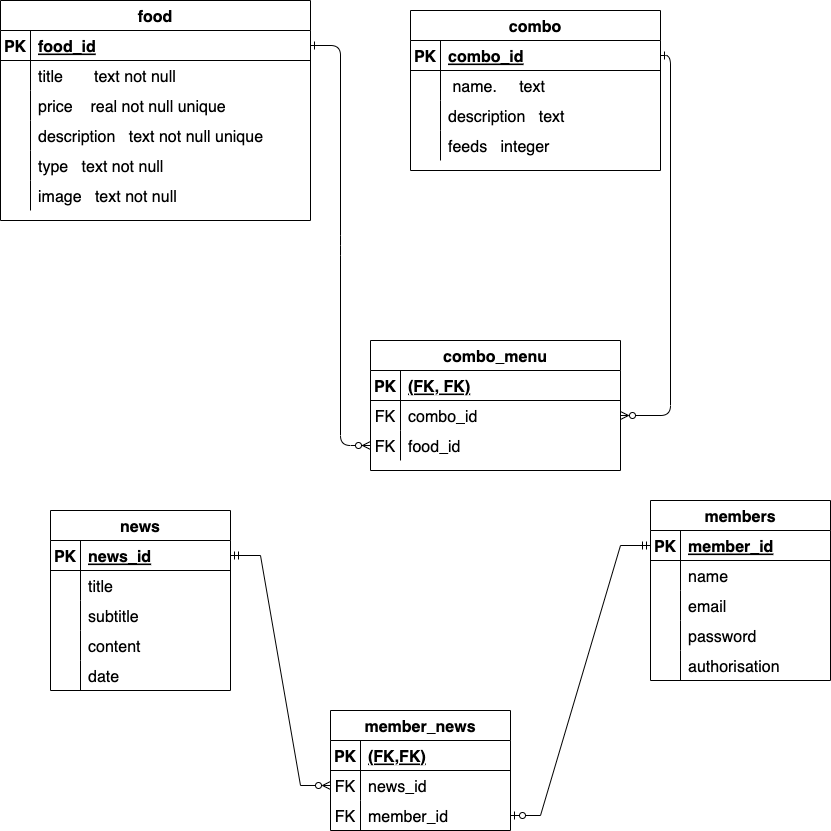 food
PK food_id
title text not null
price real not null unique
description text not null unique
type text not null
image text not null
combo
PK combo_id
name. text
description text
feeds integer
combo_menu
PK (FK, FK)
FK combo_id
FK food_id
news
PK news_id
title
subtitle
content
date
members
PK member_id
name
email
password
authorisation
member_news
PK (FK,FK)
FK news_id
FK member_id